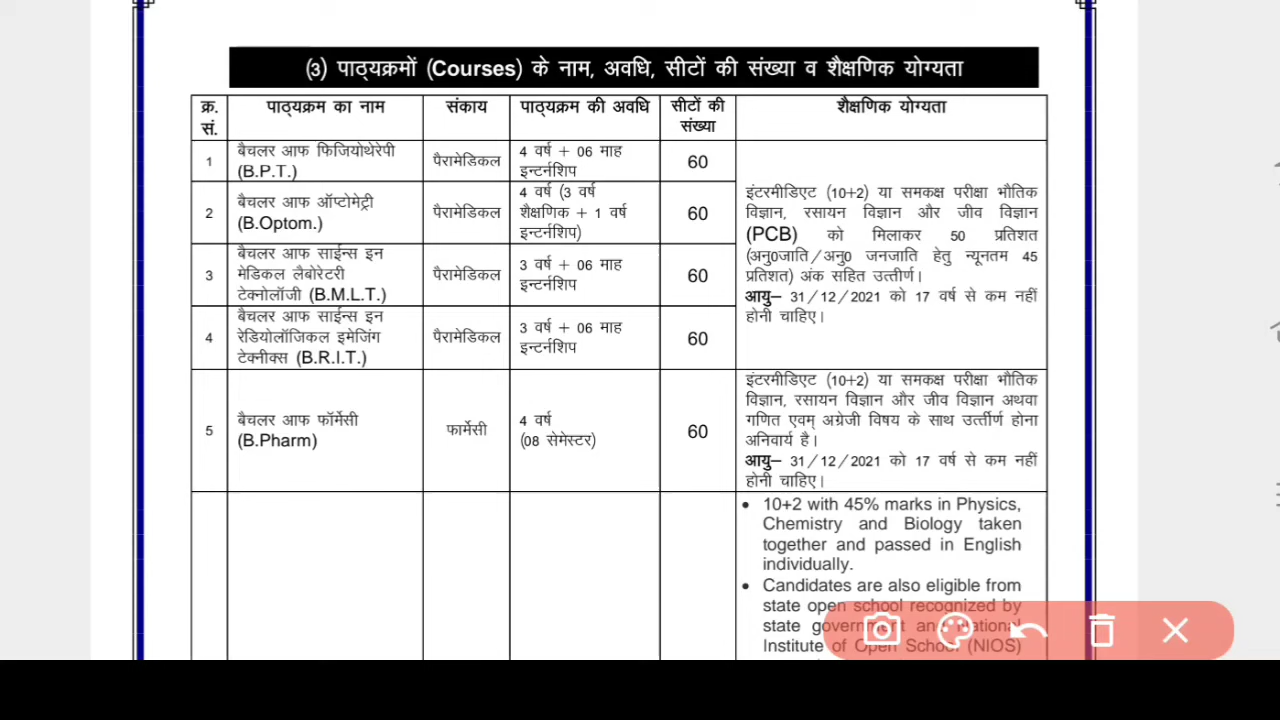 (3) पाठ्यक्रमों (Courses) के नाम, अवधि, सीटों की संख्या व शैक्षणिक योग्यता
क्र. सं.
पाठ्यक्रम का नाम
संकाय
पाठ्यक्रम की अवधि
सीटों की
संख्या
शैक्षणिक योग्यता
1
बैचलर आफ फिजियोथेरेपी
(B.P.T.)
पैरामेडिकल
4 वर्ष + 06 माह
इन्टर्नशिप
60
2
बैचलर आफ ऑप्टोमेट्री
(B.Optom.)
पैरामेडिकल
4 वर्ष (3 वर्ष
शैक्षणिक + 1 वर्ष
इन्टर्नशिप)
60
3
बैचलर आफ साईन्स इन
मेडिकल लैबोरेटरी
टेक्नोलॉजी (B.M.L.T.)
पैरामेडिकल
3 वर्ष + 06 माह
इन्टर्नशिप
60
4
बैचलर आफ साईन्स इन
रेडियोलॉजिकल इमेजिंग
टेक्नीक्स (B.R.I.T.)
पैरामेडिकल
3 वर्ष + 06 माह
इन्टर्नशिप
60
इंटरमीडिएट (10+2) या समकक्ष परीक्षा भौतिक
विज्ञान, रसायन विज्ञान और जीव विज्ञान
(PCB) को मिलाकर 50 प्रतिशत
(अनु0जाति/अनु0 जनजाति हेतु न्यूनतम 45
प्रतिशत) अंक सहित उत्तीर्ण।
आयु– 31/12/2021 को 17 वर्ष से कम नहीं
होनी चाहिए।
5
बैचलर आफ फॉर्मेसी
(B.Pharm)
फार्मेसी
4 वर्ष
(08 सेमेस्टर)
60
इंटरमीडिएट (10+2) या समकक्ष परीक्षा भौतिक
विज्ञान, रसायन विज्ञान और जीव विज्ञान अथवा
गणित एवम् अग्रेजी विषय के साथ उर्त्तीण होना
अनिवार्य है।
आयु– 31/12/2021 को 17 वर्ष से कम नहीं
होनी चाहिए।
• 10+2 with 45% marks in Physics,
Chemistry and Biology taken
together and passed in English
individually.
• Candidates are also eligible from
state open school recognized by
state government and National
Institute of Open School (NIOS)